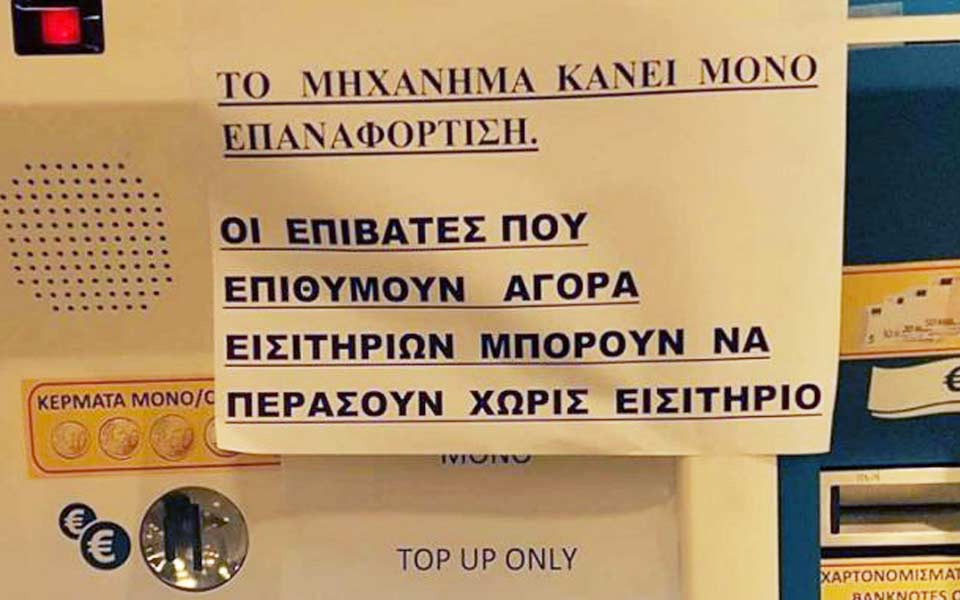 ΤΟ ΜΗΧΑΝΗΜΑ ΚΑΝΕΙ ΜΟΝΟ
ΕΠΑΝΑΦΟΡΤΙΣΗ.
ΟΙ ΕΠΙΒΑΤΕΣ ΠΟΥ
ΕΠΙΘΥΜΟΥΝ ΑΓΟΡΑ
ΕΙΣΙΤΗΡΙΩΝ ΜΠΟΡΟΥΝ ΝΑ
ΠΕΡΑΣΟΥΝ ΧΩΡΙΣ ΕΙΣΙΤΗΡΙΟ
ΚΕΡΜΑΤΑ ΜΟΝΟ/
ΜΟΝΟ
TOP UP ONLY
€
€ €
BANKNOTES